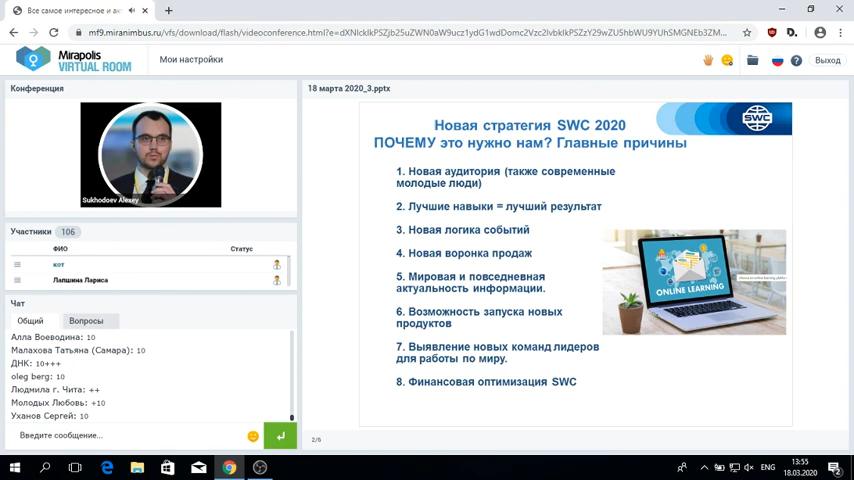 Все самое интересное и акт
mf9.miranimbus.ru/vfs/download/flash/videoconference.html?e=
Mirapolis
VIRTUAL ROOM
Мои настройки
Выход
Конференция
Sukhodoev Alexey
Участники 106
ФИО
Статус
кот
Лапшина Лариса
Чат
Общий
Вопросы
Алла Воеводина: 10
Малахова Татьяна (Самара): 10
ДНК: 10+++
oleg berg: 10
Людмила г. Чита: ++
Молодых Любовь: +10
Уханов Сергей: 10
Введите сообщение...
18 марта 2020_3.pptx
SWC
Новая стратегия SWC 2020
ПОЧЕМУ это нужно нам? Главные причины
1. Новая аудитория (также современные
молодые люди)
2. Лучшие навыки = лучший результат
3. Новая логика событий
4. Новая воронка продаж
5. Мировая и повседневная
актуальность информации.
6. Возможность запуска новых
продуктов
7. Выявление новых команд лидеров
для работы по миру.
8. Финансовая оптимизация SWC
ONLINE LEARNING
2/6
ENG
13:55
18.03.2020
2